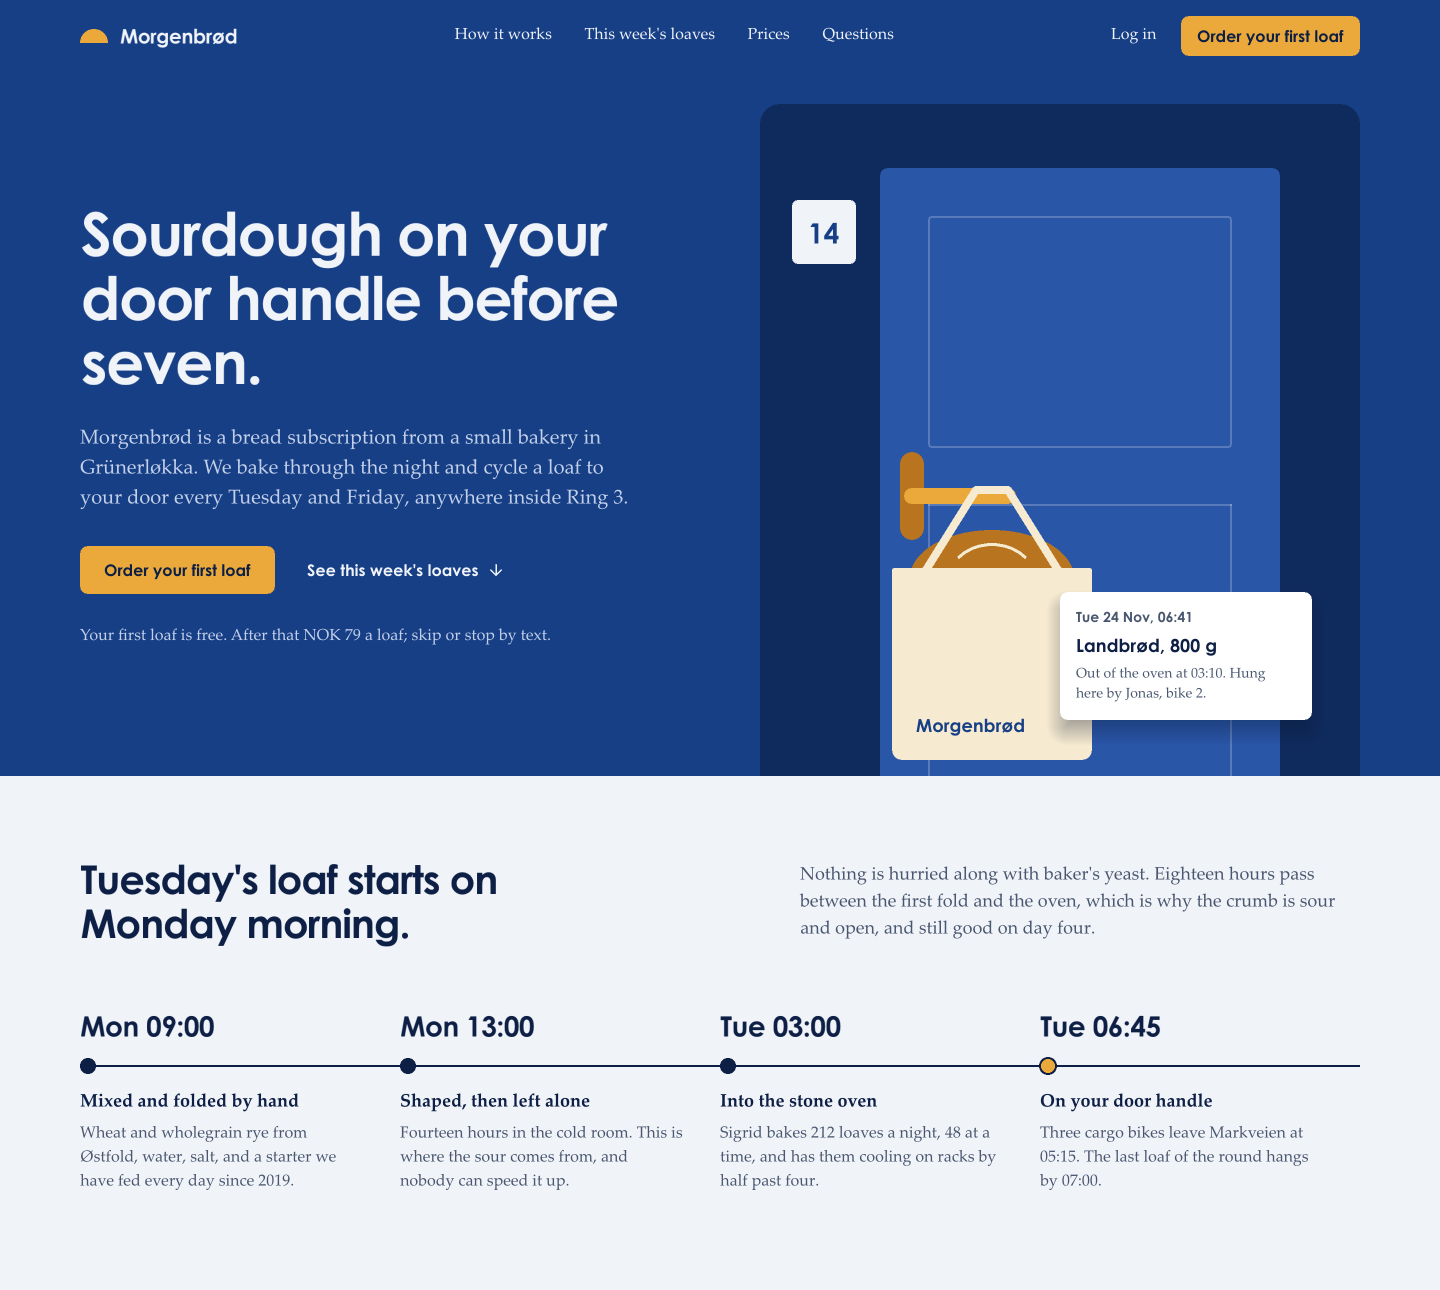 Morgenbrød
How it works
This week's loaves
Prices
Questions
Log in
Order your first loaf
Sourdough on your
door handle before
seven.
Morgenbrød is a bread subscription from a small bakery in
Grünerløkka. We bake through the night and cycle a loaf to
your door every Tuesday and Friday, anywhere inside Ring 3.
Order your first loaf
See this week's loaves ↓
Your first loaf is free. After that NOK 79 a loaf; skip or stop by text.
14
Tue 24 Nov, 06:41
Landbrød, 800 g
Out of the oven at 03:10. Hung
here by Jonas, bike 2.
Morgenbrød
Tuesday's loaf starts on
Monday morning.
Nothing is hurried along with baker's yeast. Eighteen hours pass
between the first fold and the oven, which is why the crumb is sour
and open, and still good on day four.
Mon 09:00
Mixed and folded by hand
Wheat and wholegrain rye from
Østfold, water, salt, and a starter we
have fed every day since 2019.
Mon 13:00
Shaped, then left alone
Fourteen hours in the cold room. This is
where the sour comes from, and
nobody can speed it up.
Tue 03:00
Into the stone oven
Sigrid bakes 212 loaves a night, 48 at a
time, and has them cooling on racks by
half past four.
Tue 06:45
On your door handle
Three cargo bikes leave Markveien at
05:15. The last loaf of the round hangs
by 07:00.